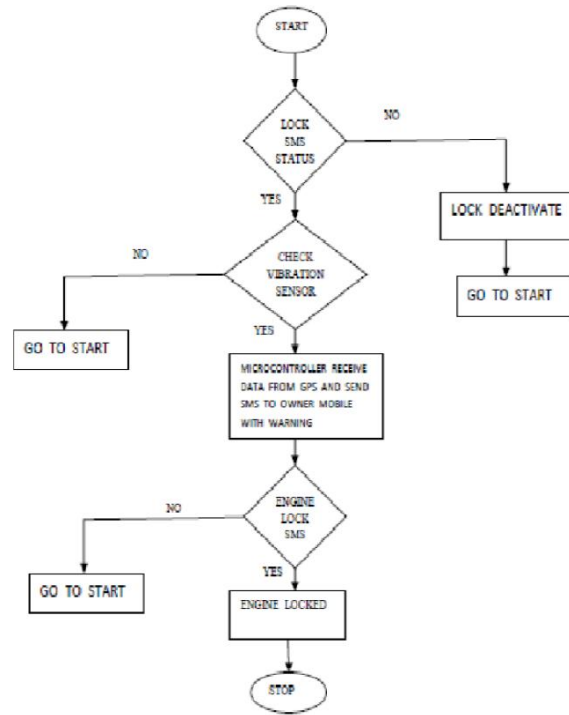 START
LOCK
SMS
STATUS
NO
YES
LOCK DEACTIVATE
CHECK
VIBRATION
SENSOR
NO
GO TO START
YES
GO TO START
MICROCONTROLLER RECEIVE
DATA FROM GPS AND SEND
SMS TO OWNER MOBILE
WITH WARNING
ENGINE
LOCK
SMS
NO
YES
GO TO START
ENGINE LOCKED
STOP